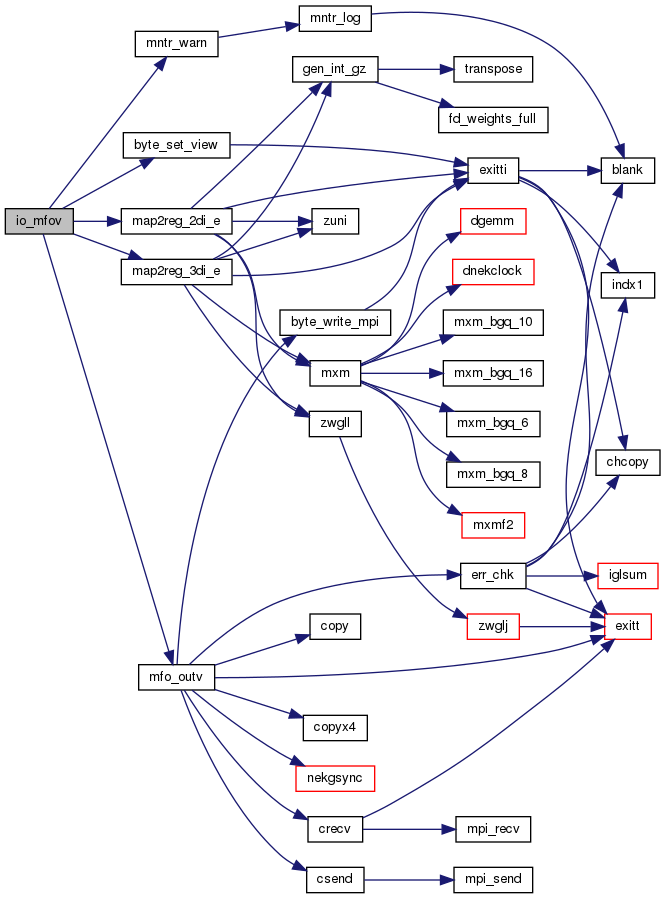 mntr_log
mntr_warn
gen_int_gz
transpose
fd_weights_full
byte_set_view
exitti
blank
io_mfov
map2reg_2di_e
zuni
dgemm
map2reg_3di_e
dnekclock
indx1
byte_write_mpi
mxm_bgq_10
mxm
mxm_bgq_16
zwgll
mxm_bgq_6
chcopy
mxm_bgq_8
mxmf2
err_chk
iglsum
copy
zwglj
exitt
mfo_outv
copyx4
nekgsync
crecv
mpi_recv
csend
mpi_send